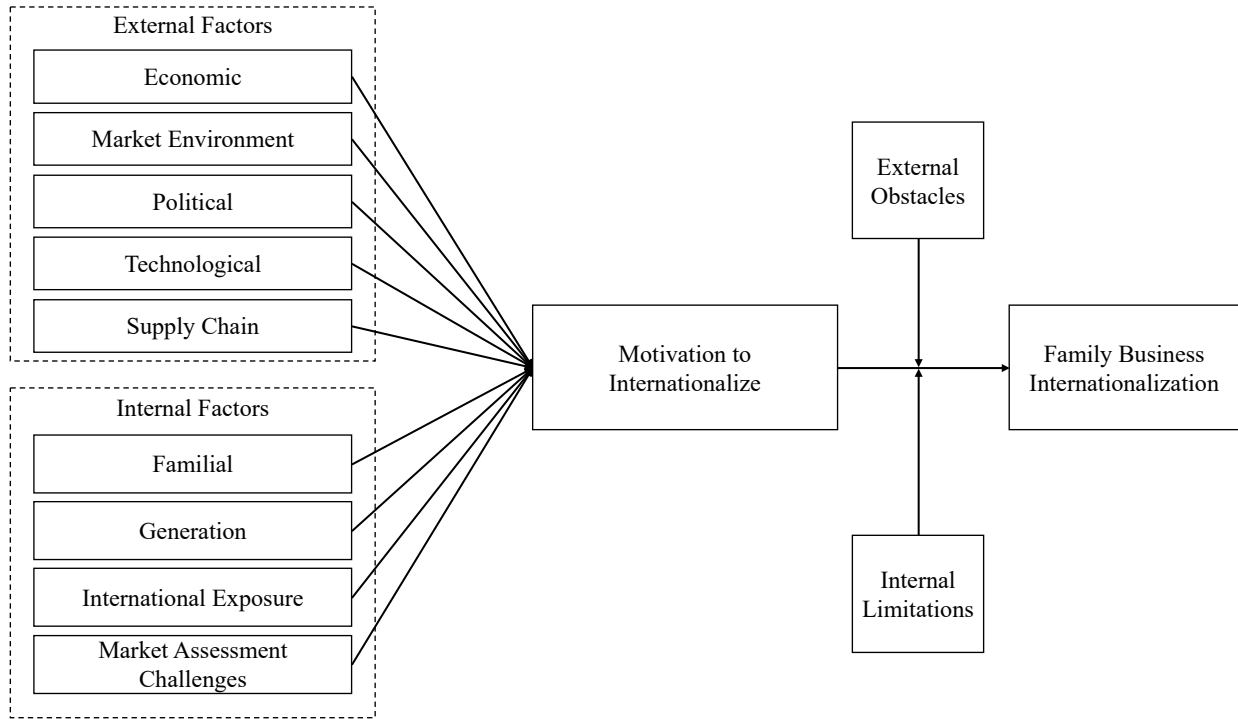 External Factors
Economic
Market Environment
Political
Technological
Supply Chain
Internal Factors
Familial
Generation
International Exposure
Market Assessment
Challenges
Motivation to
Internationalize
External
Obstacles
Internal
Limitations
Family Business
Internationalization